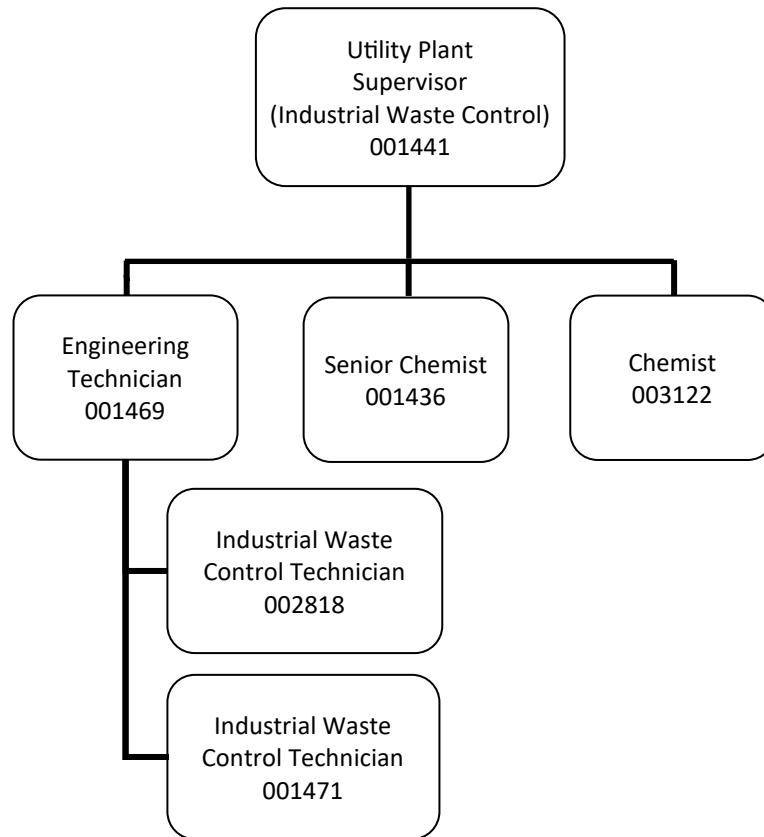 Utility Plant
Supervisor
(Industrial Waste Control)
001441
Engineering
Technician
001469
Senior Chemist
001436
Chemist
003122
Industrial Waste
Control Technician
002818
Industrial Waste
Control Technician
001471